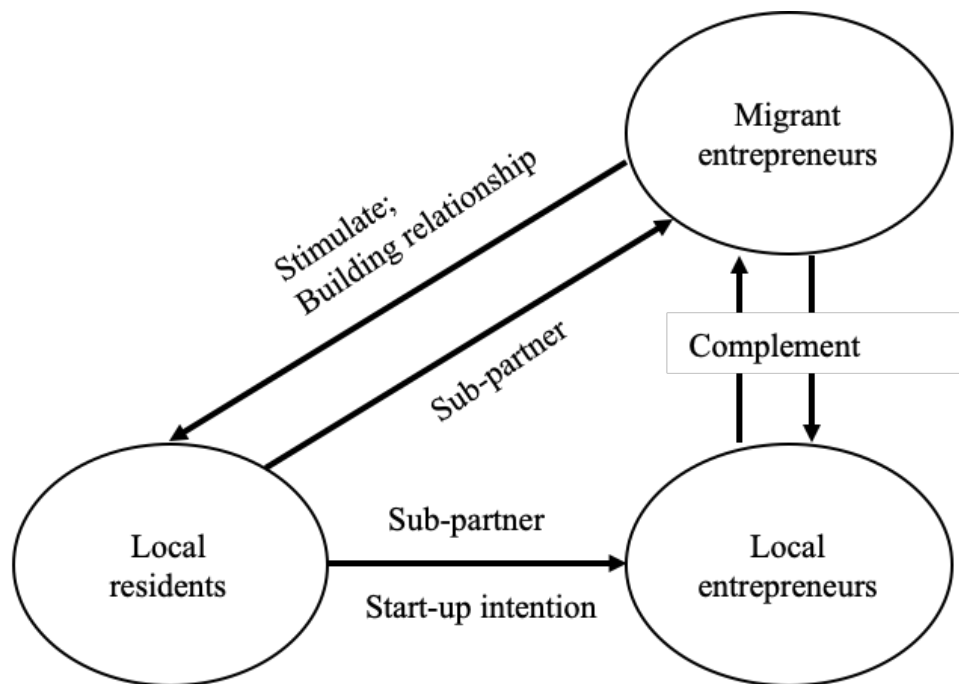 Migrant
entrepreneurs
Stimulate;
Building relationship
Sub-partner
Complement
Local
residents
Sub-partner
Start-up intention
Local
entrepreneurs